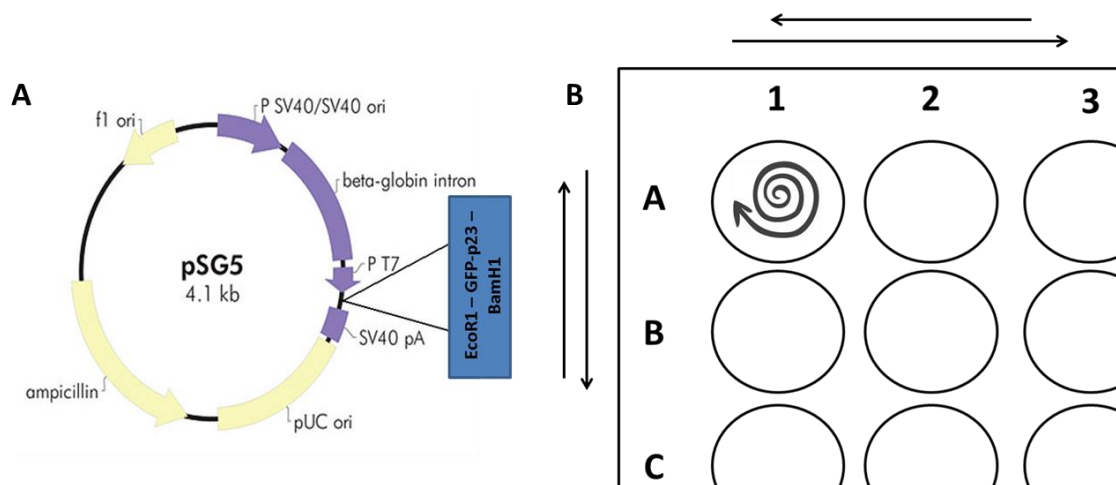 A
P SV40/SV40 ori
f1 ori
beta-globin intron
pSG5
4.1 kb
P T7
EcoR1 – GFP-p23 –
BamH1
SV40 pA
ampicillin
pUC ori
B
1 2 3
A
B
C